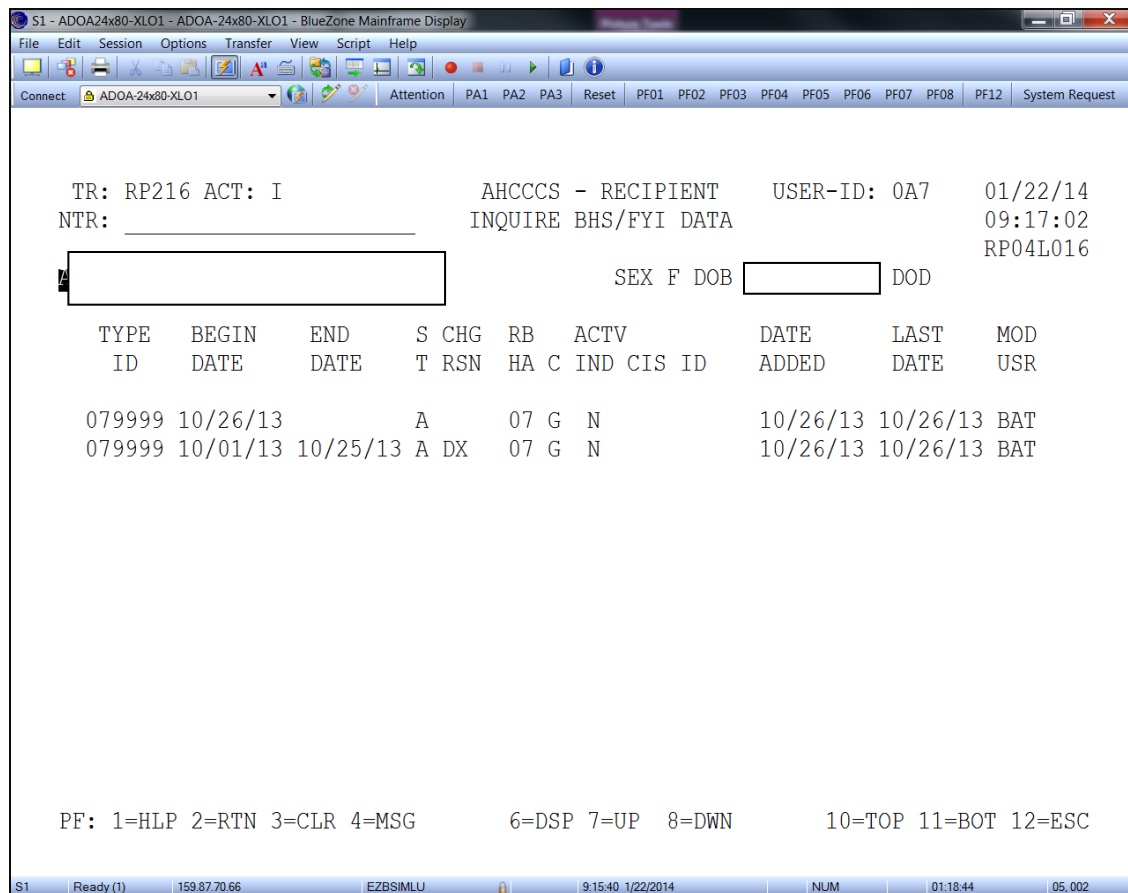 S1 - ADOA24x80-XLO1 - ADOA-24x80-XLO1 - BlueZone Mainframe Display
File Edit Session Options Transfer View Script Help
Connect ADOA-24x80-XLO1 Attention PA1 PA2 PA3 Reset PF01 PF02 PF03 PF04 PF05 PF06 PF07 PF08 PF12 System Request
TR: RP216 ACT: I AHCCCS - RECIPIENT USER-ID: 0A7 01/22/14
NTR: INQUIRE BHS/FYI DATA 09:17:02
RP04L016
A SEX F DOB DOD
TYPE BEGIN END S CHG RB ACTV DATE LAST MOD
ID DATE DATE T RSN HA C IND CIS ID ADDED DATE USR
079999 10/26/13 A 07 G N 10/26/13 10/26/13 BAT
079999 10/01/13 10/25/13 A DX 07 G N 10/26/13 10/26/13 BAT
PF: 1=HLP 2=RTN 3=CLR 4=MSG 6=DSP 7=UP 8=DWN 10=TOP 11=BOT 12=ESC
S1 Ready (1) 159.87.70.66 EZBSIMLU 9:15:40 1/22/2014 NUM 01:18:44 05, 002